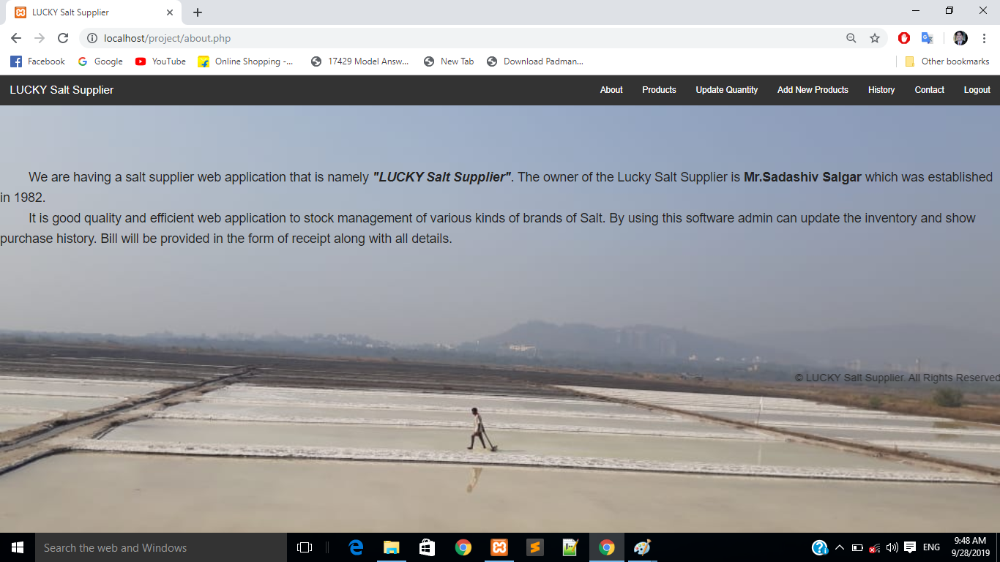 LUCKY Salt Supplier
localhost/project/about.php
Facebook Google YouTube Online Shopping -... 17429 Model Answ... New Tab Download Padman... Other bookmarks
LUCKY Salt Supplier About Products Update Quantity Add New Products History Contact Logout
We are having a salt supplier web application that is namely "LUCKY Salt Supplier". The owner of the Lucky Salt Supplier is Mr.Sadashiv Salgar which was established
in 1982.
It is good quality and efficient web application to stock management of various kinds of brands of Salt. By using this software admin can update the inventory and show
purchase history. Bill will be provided in the form of receipt along with all details.
© LUCKY Salt Supplier. All Rights Reserved
Search the web and Windows ENG 9:48 AM
9/28/2019